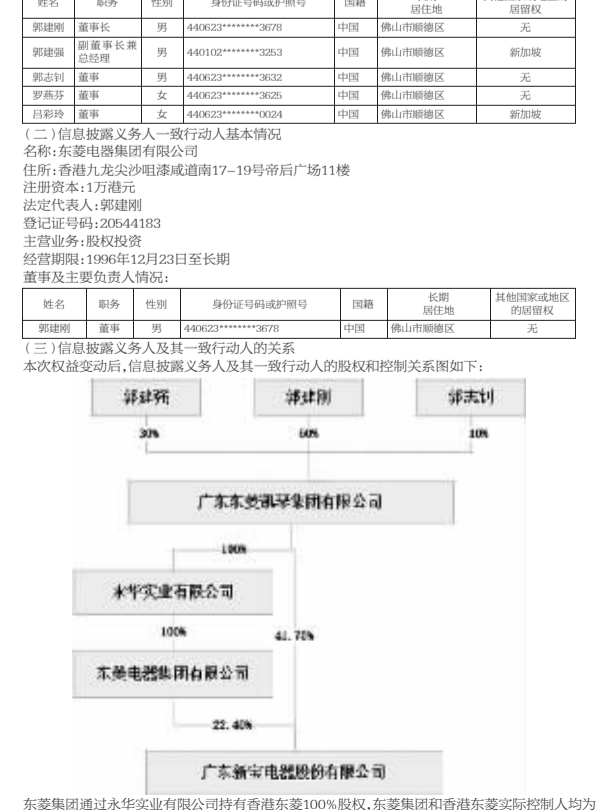 姓名 职务 性别 身份证号码或护照号 国籍 居住地 居留权
郭建刚 董事长 男 440623********3678 中国 佛山市顺德区 无
郭建强 副董事长兼总经理 男 440102********3253 中国 佛山市顺德区 新加坡
郭志钊 董事 男 440623********3632 中国 佛山市顺德区 无
罗燕芬 董事 女 440623********3625 中国 佛山市顺德区 无
吕彩玲 董事 女 440623********0024 中国 佛山市顺德区 新加坡
(二)信息披露义务人一致行动人基本情况
名称:东菱电器集团有限公司
住所:香港九龙尖沙咀漆咸道南17-19号帝后广场11楼
注册资本:1万港元
法定代表人:郭建刚
登记证号码:20544183
主营业务:股权投资
经营期限:1996年12月23日至长期
董事及主要负责人情况:
姓名 职务 性别 身份证号码或护照号 国籍 长期居住地 其他国家或地区的居留权
郭建刚 董事 男 440623********3678 中国 佛山市顺德区 无
(三)信息披露义务人及其一致行动人的关系
本次权益变动后,信息披露义务人及其一致行动人的股权和控制关系图如下:
郭建强 郭建刚 郭志钊
30% 60% 10%
广东东菱凯琴集团有限公司
100%
永华实业有限公司
100% 41.70%
东菱电器集团有限公司
22.40%
广东新宝电器股份有限公司
东菱集团通过永华实业有限公司持有香港东菱100%股权,东菱集团和香港东菱实际控制人均为